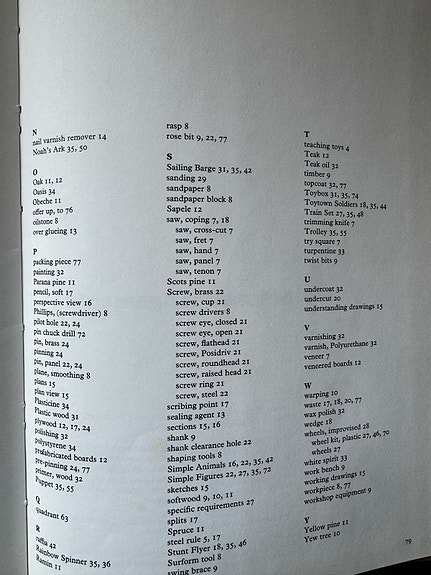 N
nail varnish remover 14
Noah's Ark 35, 50
O
Oak 11, 12
Oasis 34
Obeche 11
offer up, to 76
oilstone 8
over glueing 13
P
packing piece 77
painting 32
Parana pine 11
pencil, soft 17
perspective view 16
Phillips, (screwdriver) 8
pilot hole 22, 24
pin chuck drill 72
pin, brass 24
pinning 24
pin, panel 22, 24
plane, smoothing 8
plans 15
plan view 15
Plasticine 34
Plastic wood 31
plywood 12, 17, 24
polishing 32
polystyrene 34
prefabricated boards 12
pre-pinning 24, 77
primer, wood 32
Puppet 35, 55
Q
quadrant 63
R
raffia 42
Rainbow Spinner 35, 36
Ramin 11
rasp 8
rose bit 9, 22, 77
S
Sailing Barge 31, 35, 42
sanding 29
sandpaper 8
sandpaper block 8
Sapele 12
saw, coping 7, 18
saw, cross-cut 7
saw, fret 7
saw, hand 7
saw, panel 7
saw, tenon 7
Scots pine 11
Screw, brass 22
screw, cup 21
screw drivers 8
screw eye, closed 21
screw eye, open 21
screw, flathead 21
screw, Posidriv 21
screw, roundhead 21
screw, raised head 21
screw ring 21
screw, steel 22
scribing point 17
sealing agent 13
sections 15, 16
shank 9
shank clearance hole 22
shaping tools 8
Simple Animals 16, 22, 35, 42
Simple Figures 22, 27, 35, 72
sketches 15
softwood 9, 10, 11
specific requirements 27
splits 17
Spruce 11
steel rule 5, 17
Stunt Flyer 18, 35, 46
Surform tool 8
swing brace 9
T
teaching toys 4
Teak 12
Teak oil 32
timber 9
topcoat 32, 77
Toybox 31, 35, 74
Toytown Soldiers 18, 35, 44
Train Set 27, 35, 48
trimming knife 7
Trolley 35, 55
try square 7
turpentine 33
twist bits 9
U
undercoat 32
undercut 20
understanding drawings 15
V
varnishing 32
varnish, Polyurethane 32
veneer 7
veneered boards 12
W
warping 10
waste 17, 18, 20, 77
wax polish 32
wedge 18
wheels, improvised 28
wheel kit, plastic 27, 46, 70
wheels 27
white spirit 33
work bench 9
working drawings 15
workpiece 8, 77
workshop equipment 9
Y
Yellow pine 11
Yew tree 10
79